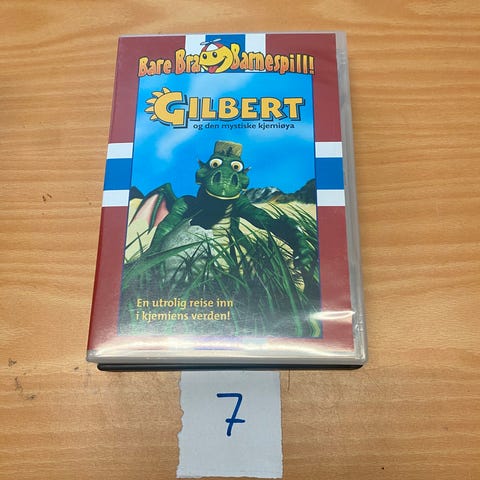 Bare Bra Barnespill!
GILBERT
og den mystiske kjemiøya
En utrolig reise inn
i kjemiens verden!
7